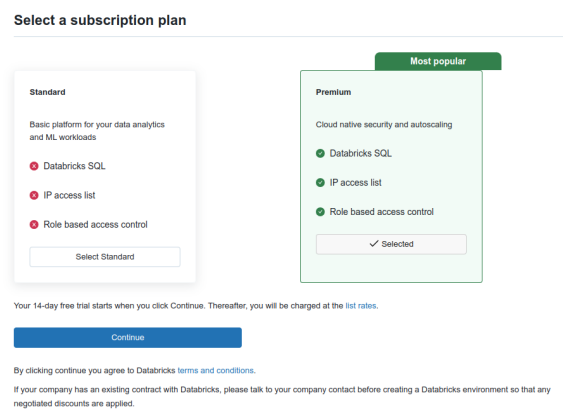 Select a subscription plan
Most popular
Standard
Basic platform for your data analytics
and ML workloads
Databricks SQL
IP access list
Role based access control
Select Standard
Premium
Cloud native security and autoscaling
Databricks SQL
IP access list
Role based access control
Selected
Your 14-day free trial starts when you click Continue. Thereafter, you will be charged at the list rates.
Continue
By clicking continue you agree to Databricks terms and conditions.
If your company has an existing contract with Databricks, please talk to your company contact before creating a Databricks environment so that any
negotiated discounts are applied.